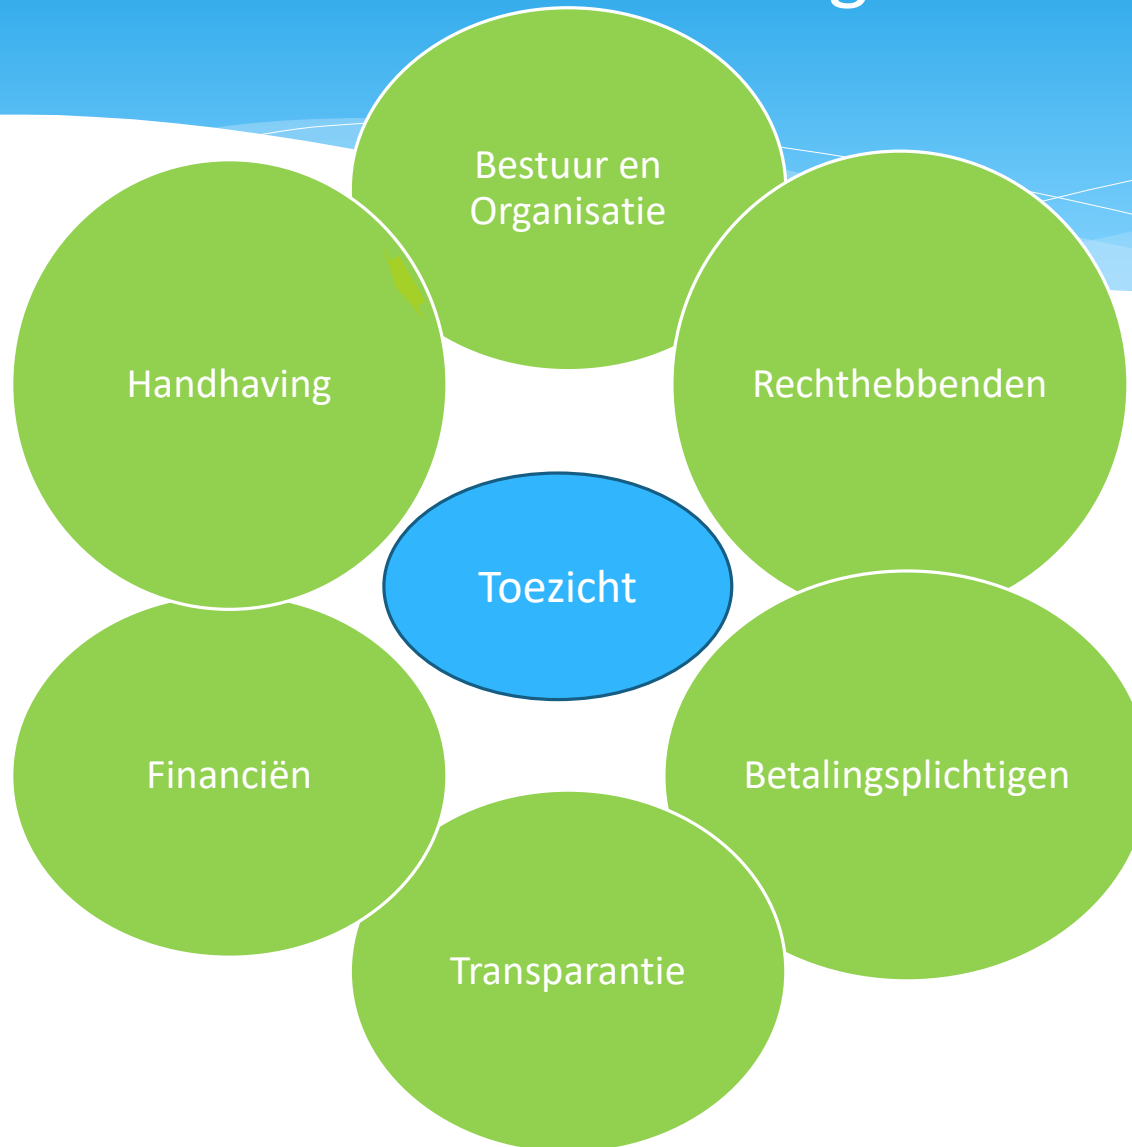 Bestuur en
Organisatie
Handhaving
Rechthebbenden
Toezicht
Financiën
Betalingsplichtigen
Transparantie